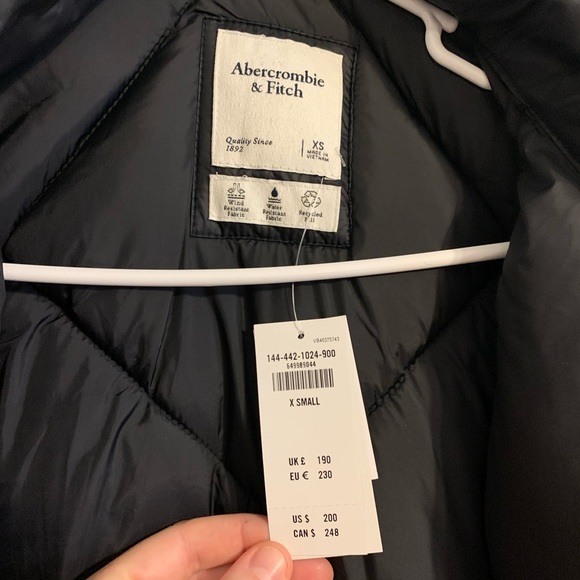 Abercrombie
& Fitch
Quality Since
1892
XS
MADE IN
VIETNAM
Wind
Resistant
Fabric
Water
Resistant
Fabric
Recycled
Fill
144-442-1024-900
649989044
X SMALL
UK £ 190
EU € 230
US $ 200
CAN $ 248